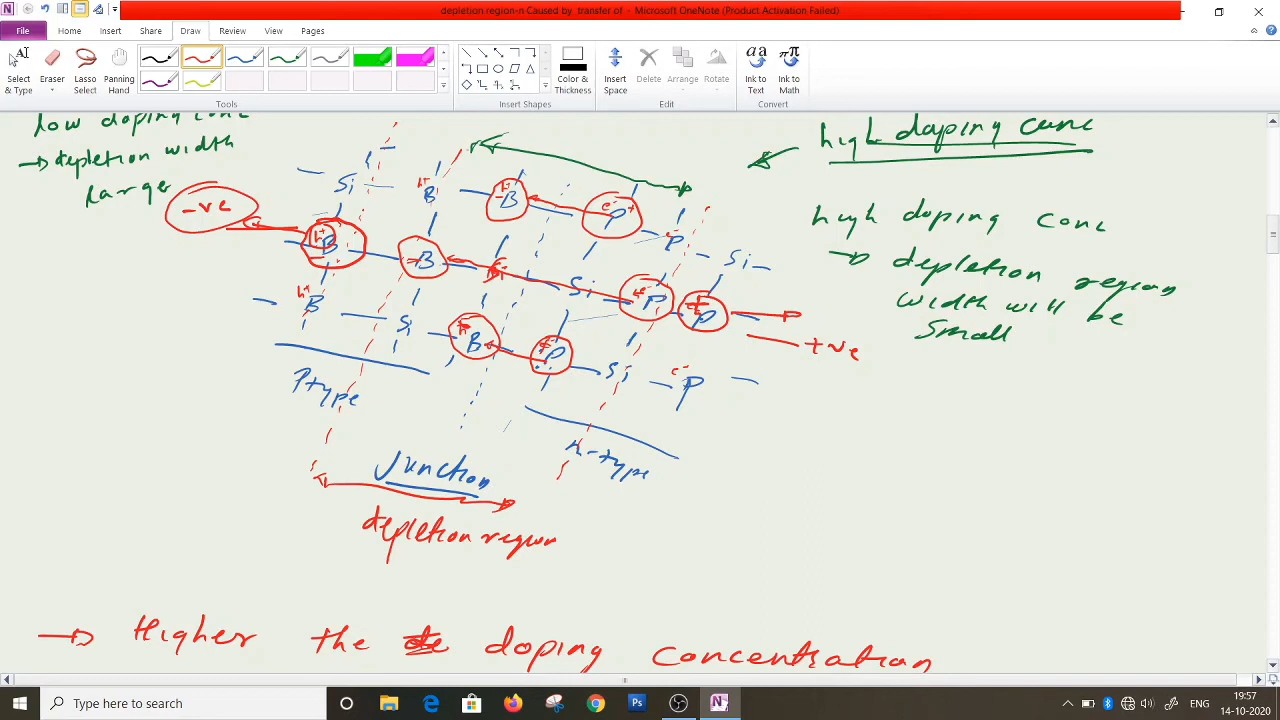 depletion region-n Caused by transfer of - Microsoft OneNote (Product Activation Failed)
File Home Insert Share Draw Review View Pages
Select & Type
Eraser
Lasso Select
Panning Hand
Color & Thickness
Insert Space
Delete
Arrange
Rotate
Ink to Text
Ink to Math
Tools
Insert Shapes
Edit
Convert
low doping conc
→ depletion width
larger
high doping conc
high doping conc
→ depletion region
width will be
small
-ve
Si h+ B - B e- P+
h+ B - B Si e- P P Si
P
h+ B Si B P Si e- P
+ve
P type
n-type
Junction
depletion region
→ Higher the doping concentration
Type here to search
ENG
19:57
14-10-2020